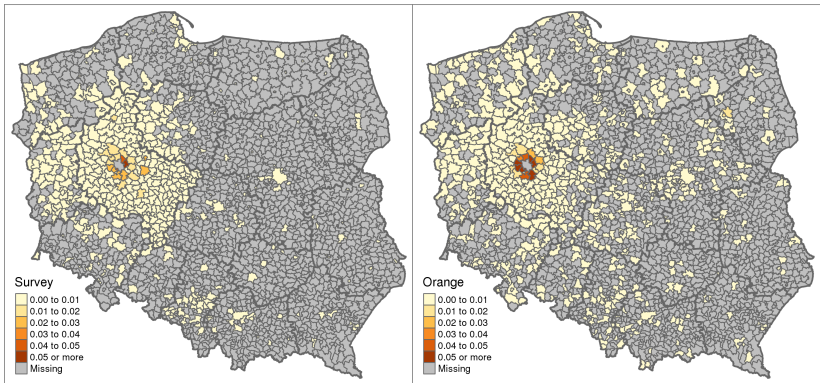 Survey
0.00 to 0.01
0.01 to 0.02
0.02 to 0.03
0.03 to 0.04
0.04 to 0.05
0.05 or more
Missing
Orange
0.00 to 0.01
0.01 to 0.02
0.02 to 0.03
0.03 to 0.04
0.04 to 0.05
0.05 or more
Missing